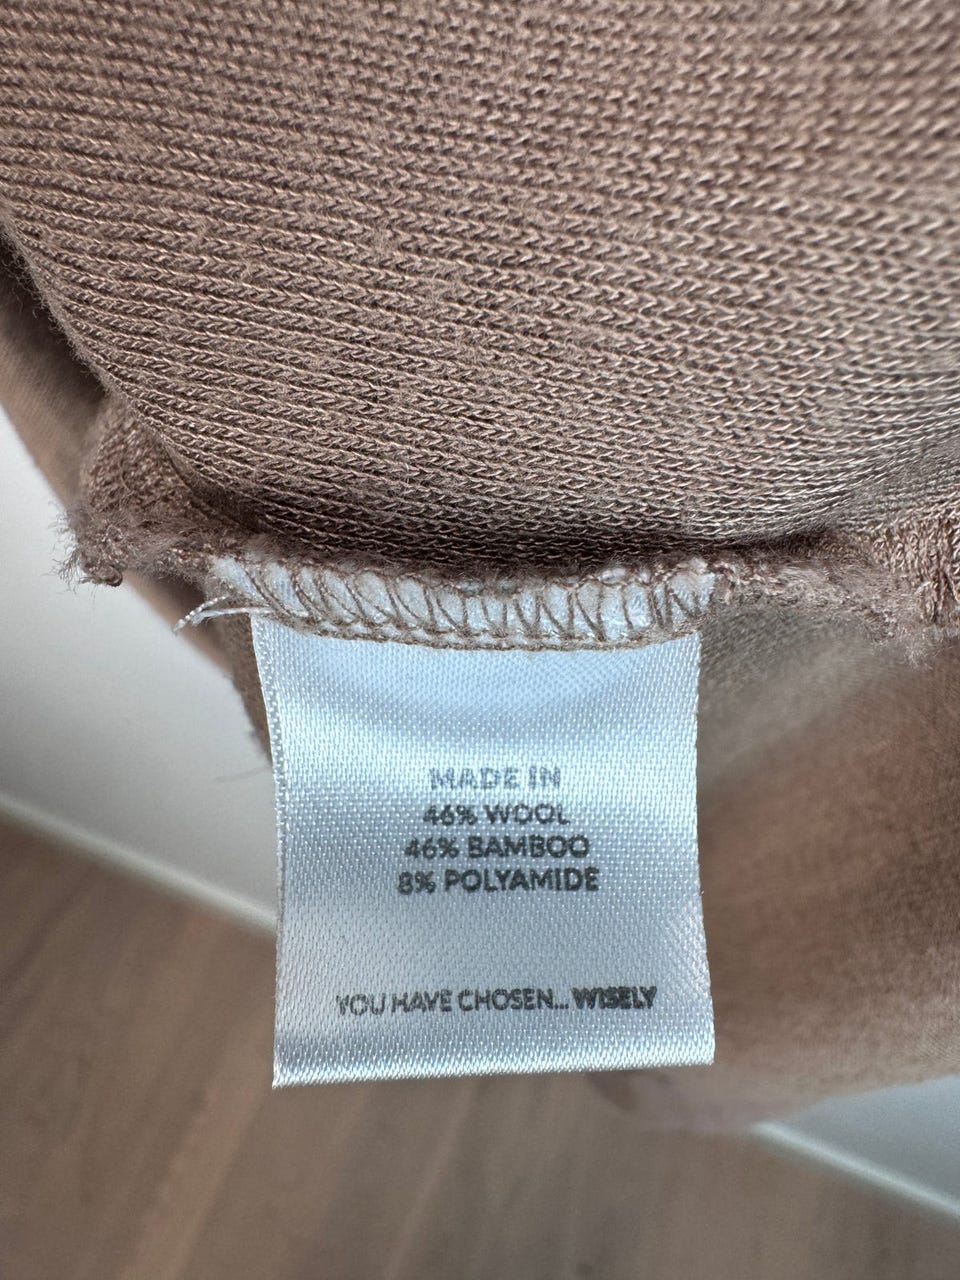 MADE IN
46% WOOL
46% BAMBOO
8% POLYAMIDE
YOU HAVE CHOSEN... WISELY